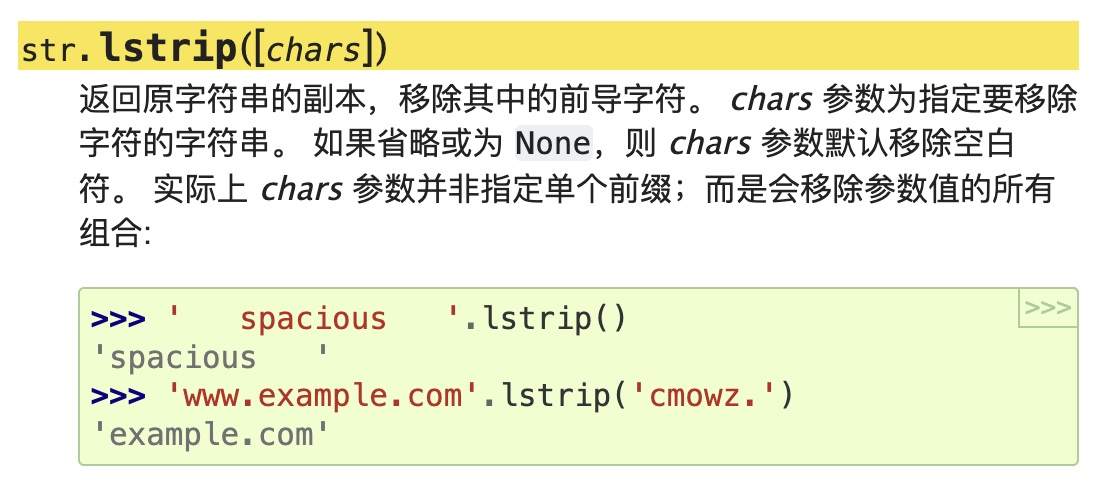 str.lstrip([chars])
返回原字符串的副本，移除其中的前导字符。 chars 参数为指定要移除
字符的字符串。 如果省略或为 None，则 chars 参数默认移除空白
符。 实际上 chars 参数并非指定单个前缀；而是会移除参数值的所有
组合:
>>>
>>> '   spacious   '.lstrip()
'spacious   '
>>> 'www.example.com'.lstrip('cmowz.')
'example.com'